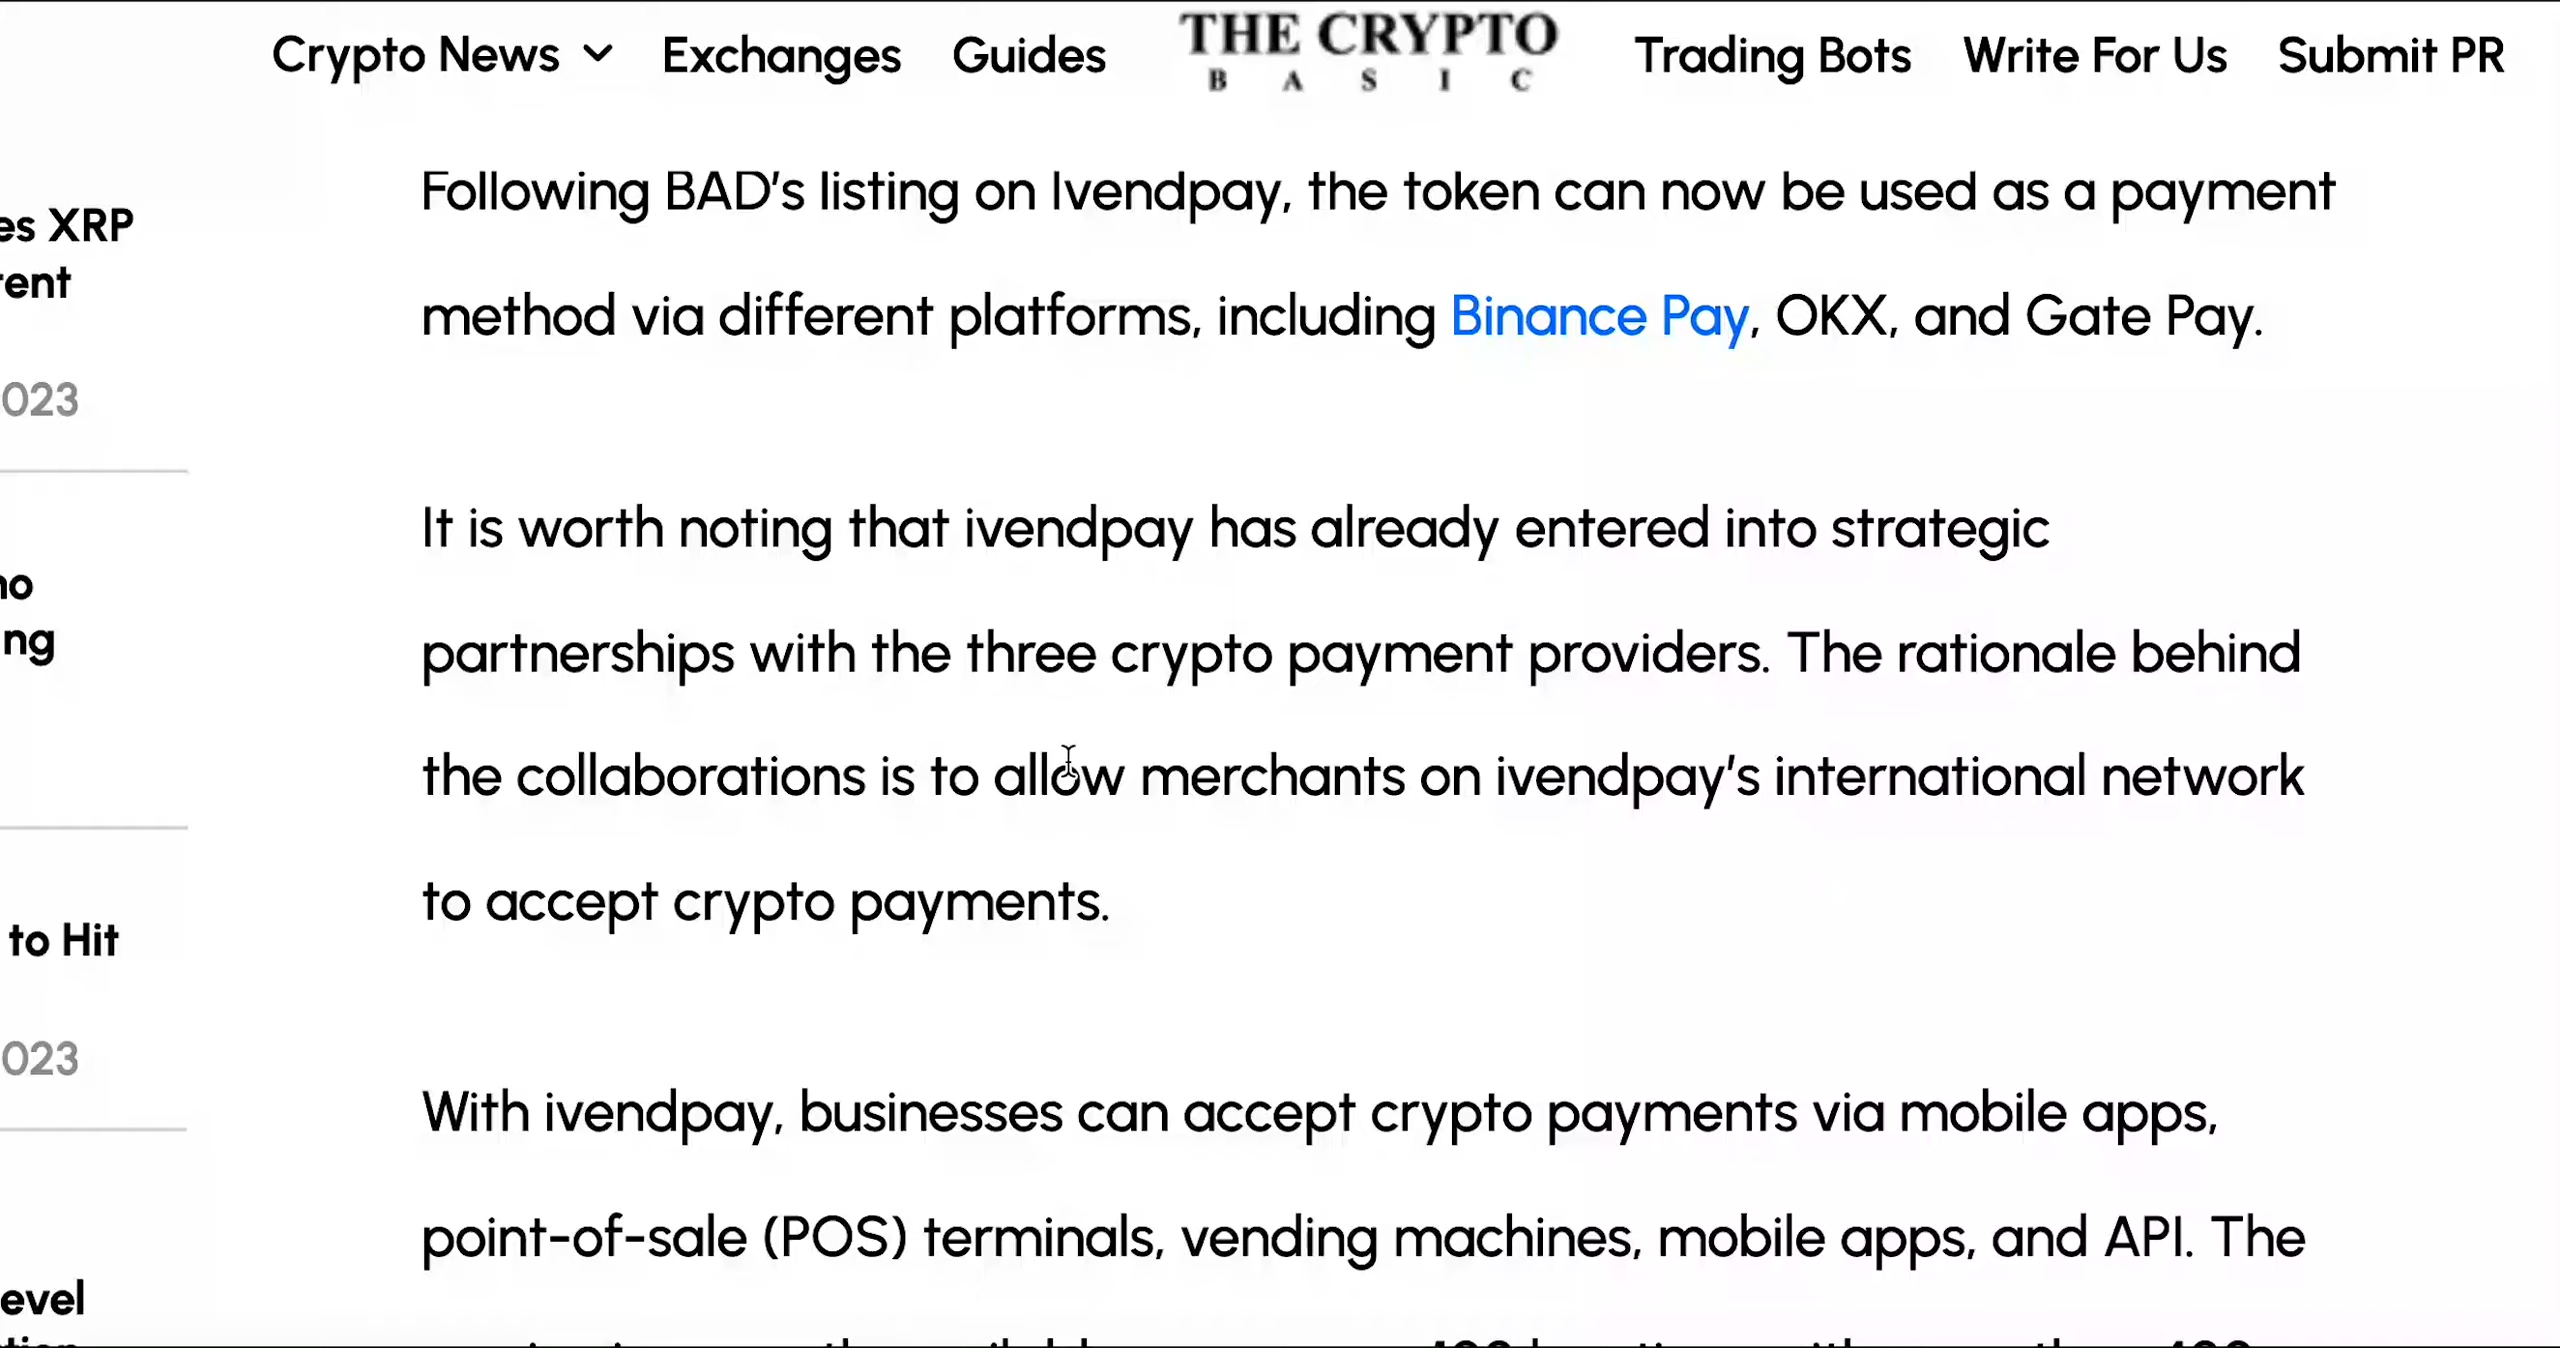 Crypto News Exchanges Guides THE CRYPTO BASIC Trading Bots Write For Us Submit PR
Following BAD's listing on Ivendpay, the token can now be used as a payment
method via different platforms, including Binance Pay, OKX, and Gate Pay.
It is worth noting that ivendpay has already entered into strategic
partnerships with the three crypto payment providers. The rationale behind
the collaborations is to allow merchants on ivendpay's international network
to accept crypto payments.
With ivendpay, businesses can accept crypto payments via mobile apps,
point-of-sale (POS) terminals, vending machines, mobile apps, and API. The
es XRP
023
to Hit
023